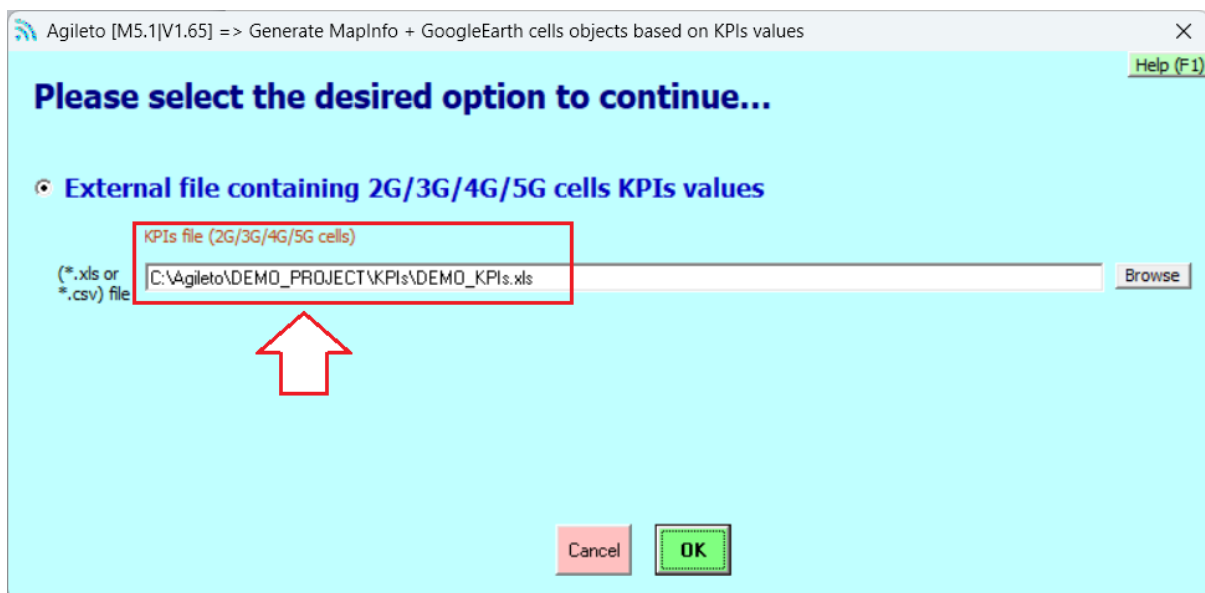 Agileto [M5.1|V1.65] => Generate MapInfo + GoogleEarth cells objects based on KPIs values
Help (F1)
Please select the desired option to continue...
External file containing 2G/3G/4G/5G cells KPIs values
KPIs file (2G/3G/4G/5G cells)
(*.xls or
*.csv) file
C:\Agileto\DEMO_PROJECT\KPIs\DEMO_KPIs.xls
Browse
Cancel
OK